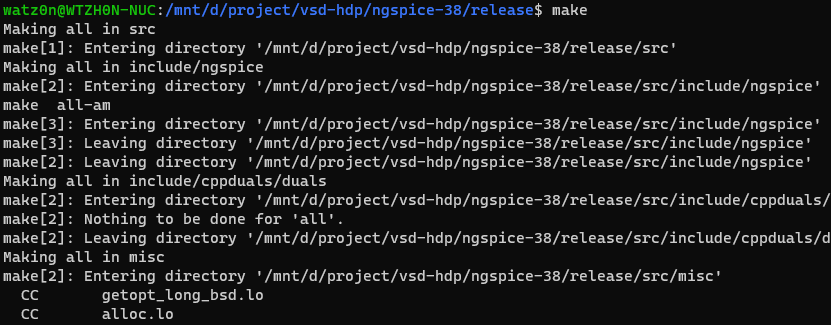 watz0n@WTZH0N-NUC:/mnt/d/project/vsd-hdp/ngspice-38/release$ make
Making all in src
make[1]: Entering directory '/mnt/d/project/vsd-hdp/ngspice-38/release/src'
Making all in include/ngspice
make[2]: Entering directory '/mnt/d/project/vsd-hdp/ngspice-38/release/src/include/ngspice'
make  all-am
make[3]: Entering directory '/mnt/d/project/vsd-hdp/ngspice-38/release/src/include/ngspice'
make[3]: Leaving directory '/mnt/d/project/vsd-hdp/ngspice-38/release/src/include/ngspice'
make[2]: Leaving directory '/mnt/d/project/vsd-hdp/ngspice-38/release/src/include/ngspice'
Making all in include/cppduals/duals
make[2]: Entering directory '/mnt/d/project/vsd-hdp/ngspice-38/release/src/include/cppduals/
make[2]: Nothing to be done for 'all'.
make[2]: Leaving directory '/mnt/d/project/vsd-hdp/ngspice-38/release/src/include/cppduals/d
Making all in misc
make[2]: Entering directory '/mnt/d/project/vsd-hdp/ngspice-38/release/src/misc'
  CC       getopt_long_bsd.lo
  CC       alloc.lo